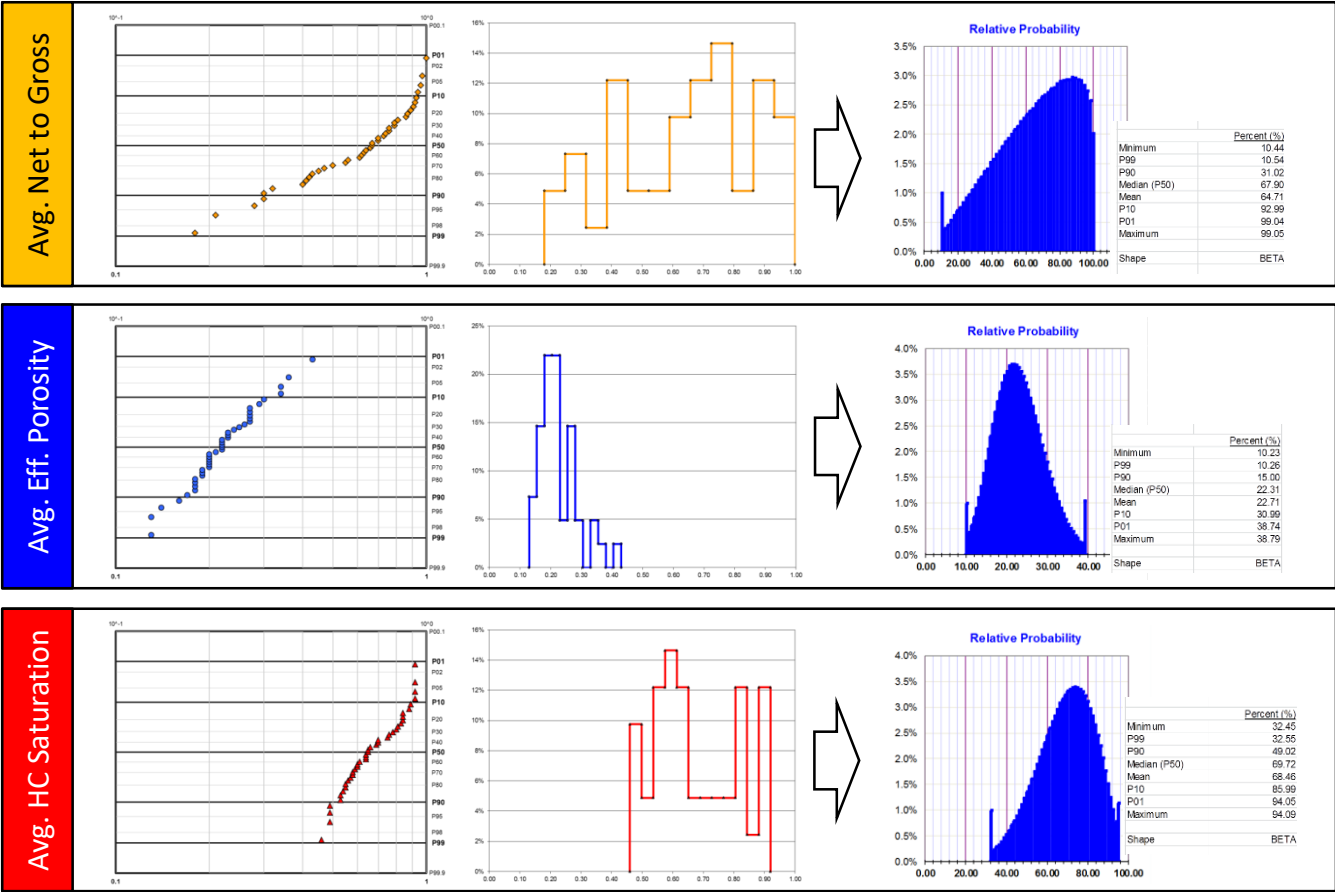 Avg. Net to Gross
10^-1 10^0
P00.1
P01
P02
P05
P10
P20
P30
P40
P50
P60
P70
P80
P90
P95
P98
P99
P99.9
0.1 1
16%
14%
12%
10%
8%
6%
4%
2%
0%
0.00 0.10 0.20 0.30 0.40 0.50 0.60 0.70 0.80 0.90 1.00
Relative Probability
3.5%
3.0%
2.5%
2.0%
1.5%
1.0%
0.5%
0.0%
0.00 20.00 40.00 60.00 80.00 100.00
Percent (%)
Minimum 10.44
P99 10.54
P90 31.02
Median (P50) 67.90
Mean 64.71
P10 92.99
P01 99.04
Maximum 99.05
Shape BETA
Avg. Eff. Porosity
10^-1 10^0
P00.1
P01
P02
P05
P10
P20
P30
P40
P50
P60
P70
P80
P90
P95
P98
P99
P99.9
0.1 1
25%
20%
15%
10%
5%
0%
0.00 0.10 0.20 0.30 0.40 0.50 0.60 0.70 0.80 0.90 1.00
Relative Probability
4.0%
3.5%
3.0%
2.5%
2.0%
1.5%
1.0%
0.5%
0.0%
0.00 10.00 20.00 30.00 40.00
Percent (%)
Minimum 10.23
P99 10.26
P90 15.00
Median (P50) 22.31
Mean 22.71
P10 30.99
P01 38.74
Maximum 38.79
Shape BETA
Avg. HC Saturation
10^-1 10^0
P00.1
P01
P02
P05
P10
P20
P30
P40
P50
P60
P70
P80
P90
P95
P98
P99
P99.9
0.1 1
16%
14%
12%
10%
8%
6%
4%
2%
0%
0.00 0.10 0.20 0.30 0.40 0.50 0.60 0.70 0.80 0.90 1.00
Relative Probability
4.0%
3.5%
3.0%
2.5%
2.0%
1.5%
1.0%
0.5%
0.0%
0.00 20.00 40.00 60.00 80.00 100.00
Percent (%)
Minimum 32.45
P99 32.55
P90 49.02
Median (P50) 69.72
Mean 68.46
P10 85.99
P01 94.05
Maximum 94.09
Shape BETA